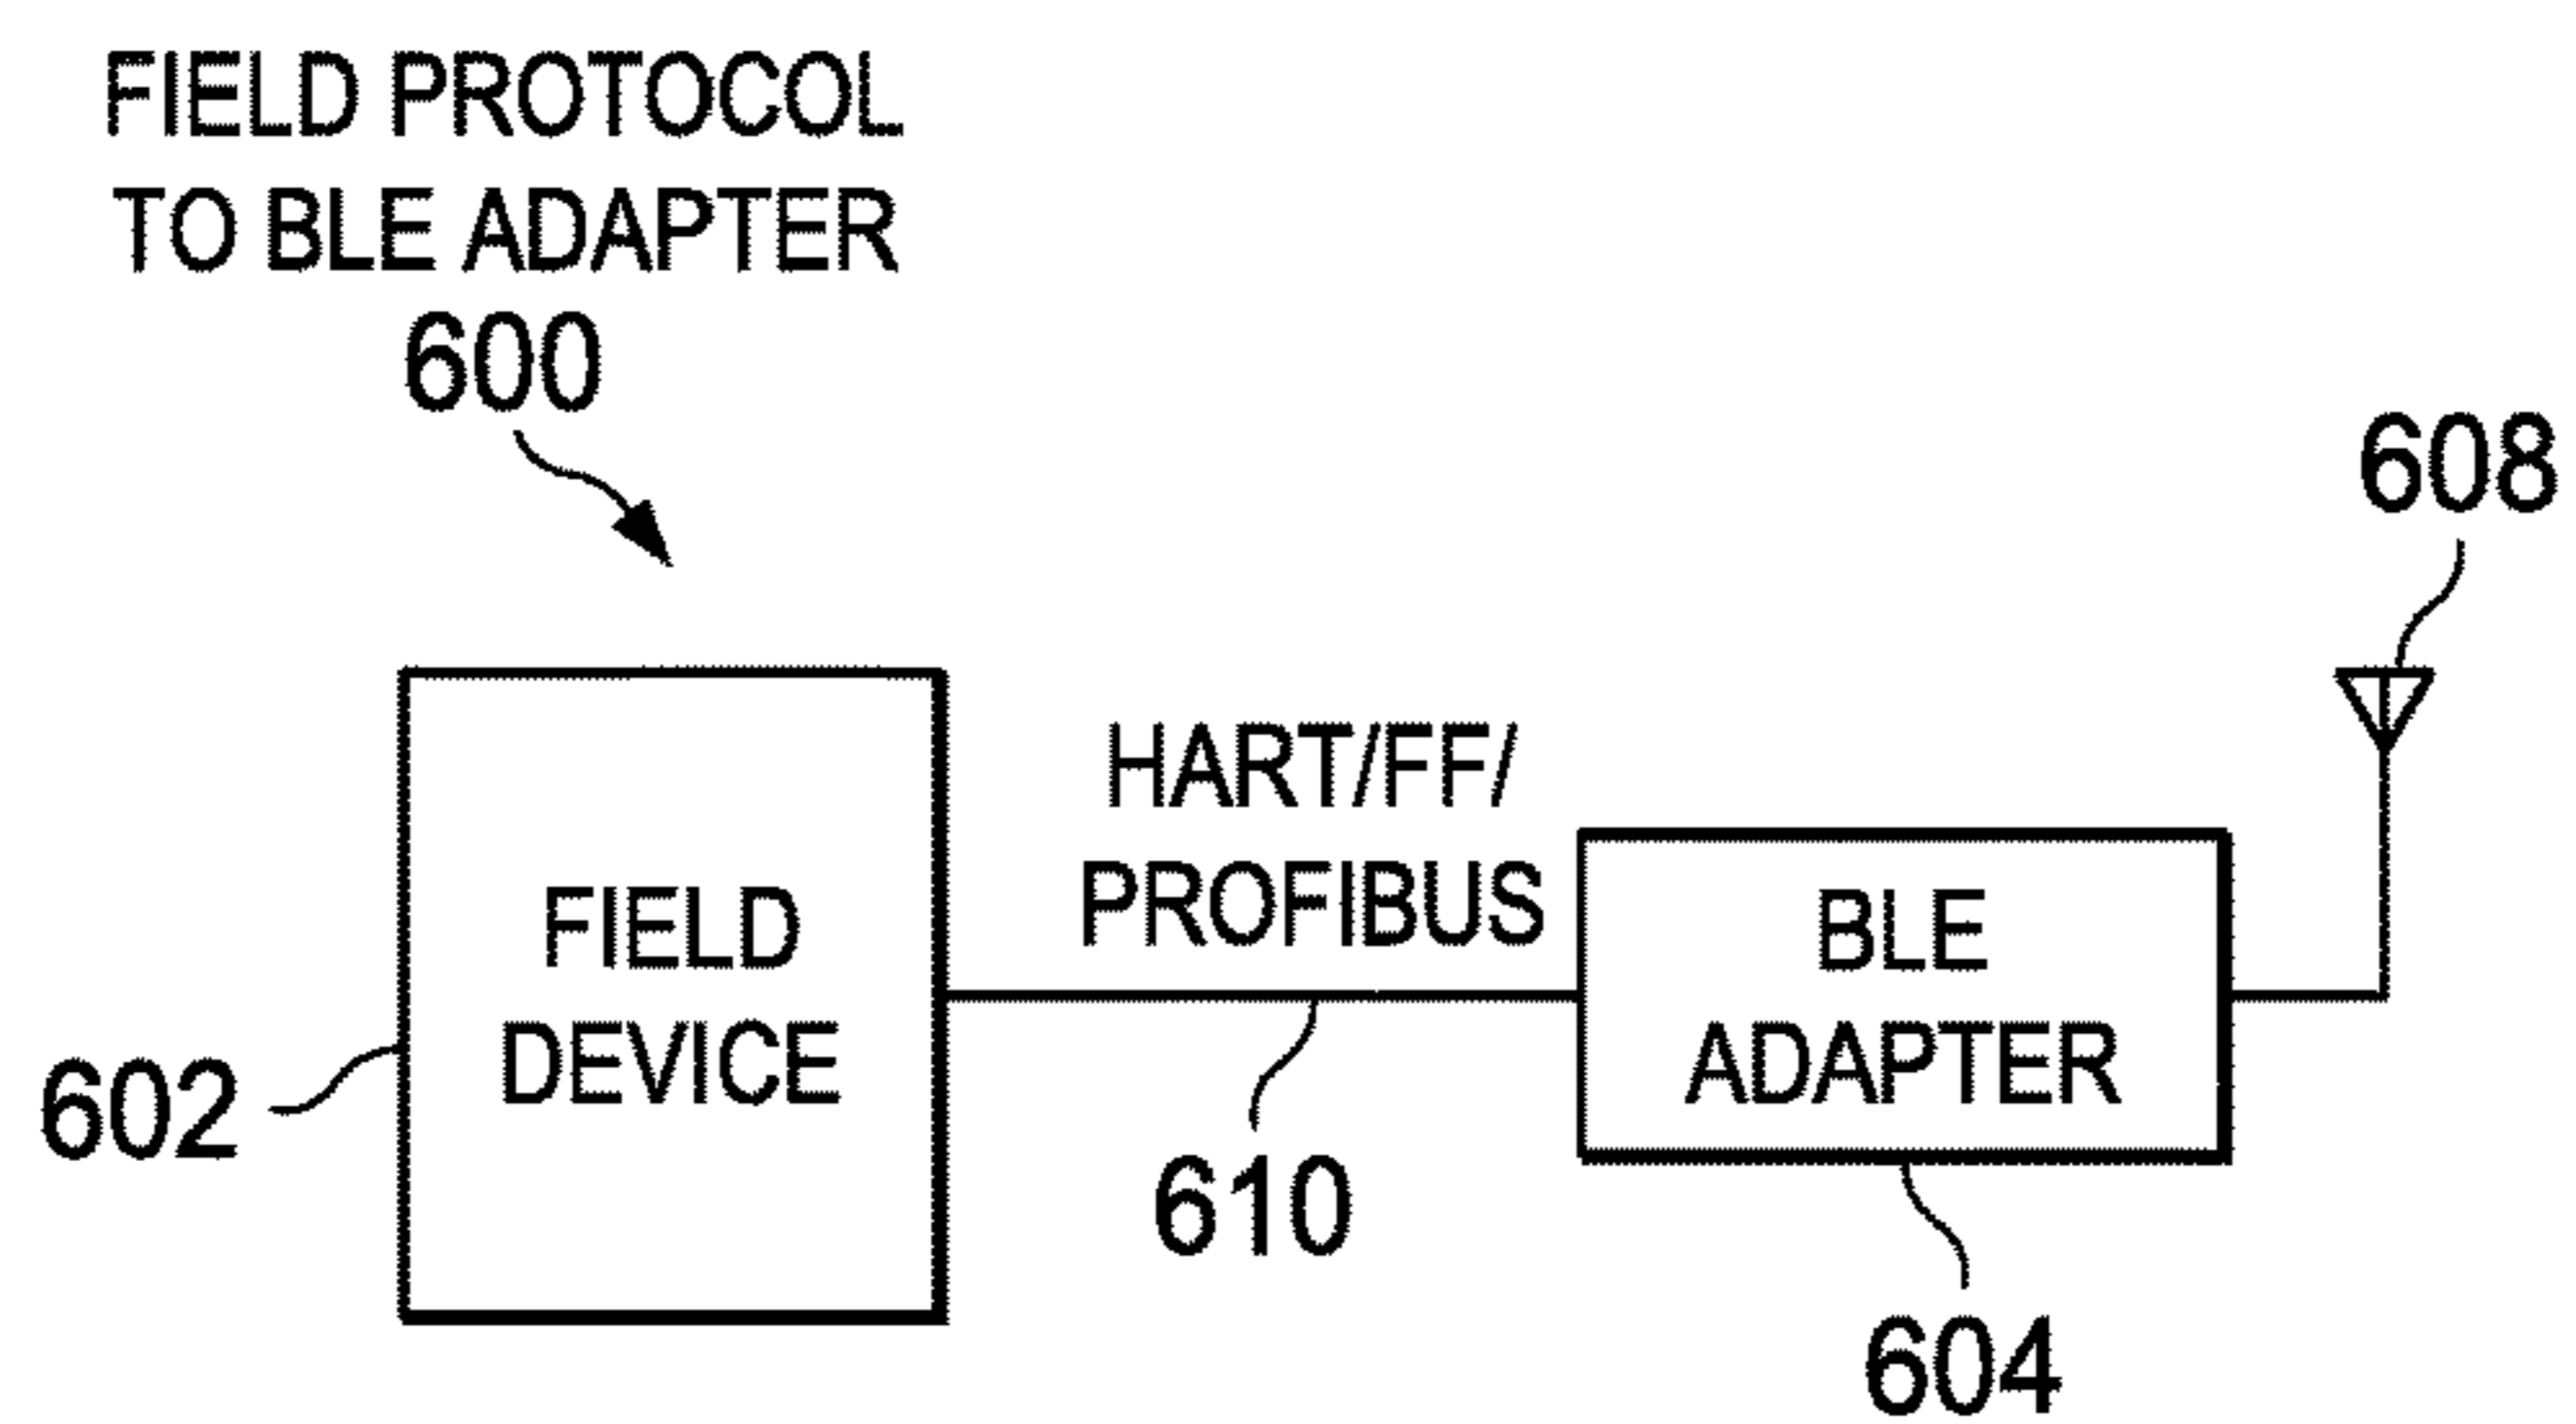 FIELD PROTOCOL
TO BLE ADAPTER
600
608
HART/FF/
PROFIBUS
FIELD
DEVICE
BLE
ADAPTER
602
610
604